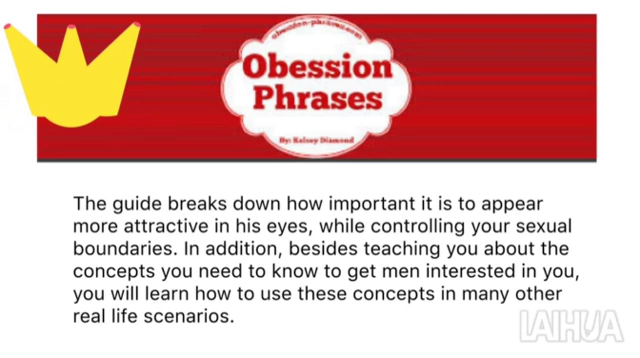 Obession
Phrases
By: Kelsey Diamond
The guide breaks down how important it is to appear
more attractive in his eyes, while controlling your sexual
boundaries. In addition, besides teaching you about the
concepts you need to know to get men interested in you,
you will learn how to use these concepts in many other
real life scenarios.
LAIHUA